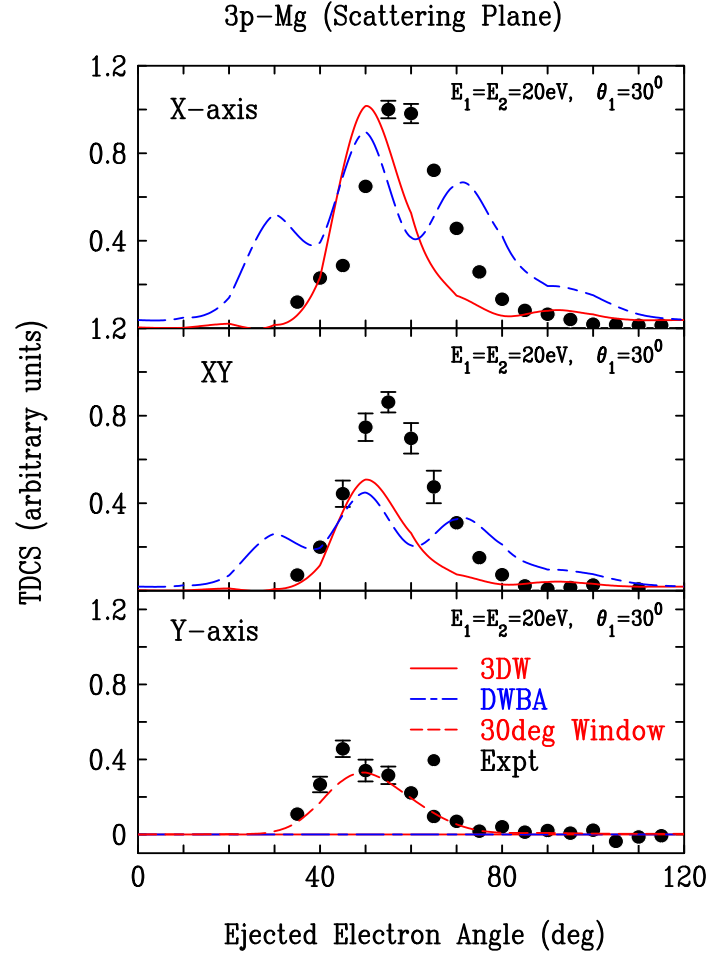 3p-Mg (Scattering Plane)
1.2
X-axis
E₁=E₂=20eV, θ₁=30⁰
0.8
0.4
1.2
XY
E₁=E₂=20eV, θ₁=30⁰
0.8
0.4
TDCS (arbitrary units)
1.2
Y-axis
E₁=E₂=20eV, θ₁=30⁰
0.8
3DW
DWBA
30deg Window
Expt
0.4
0
0 40 80 120
Ejected Electron Angle (deg)